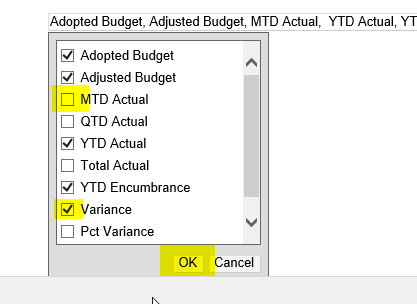 Adopted Budget, Adjusted Budget, MTD Actual, YTD Actual, YT
Adopted Budget
Adjusted Budget
MTD Actual
QTD Actual
YTD Actual
Total Actual
YTD Encumbrance
Variance
Pct Variance
OK Cancel